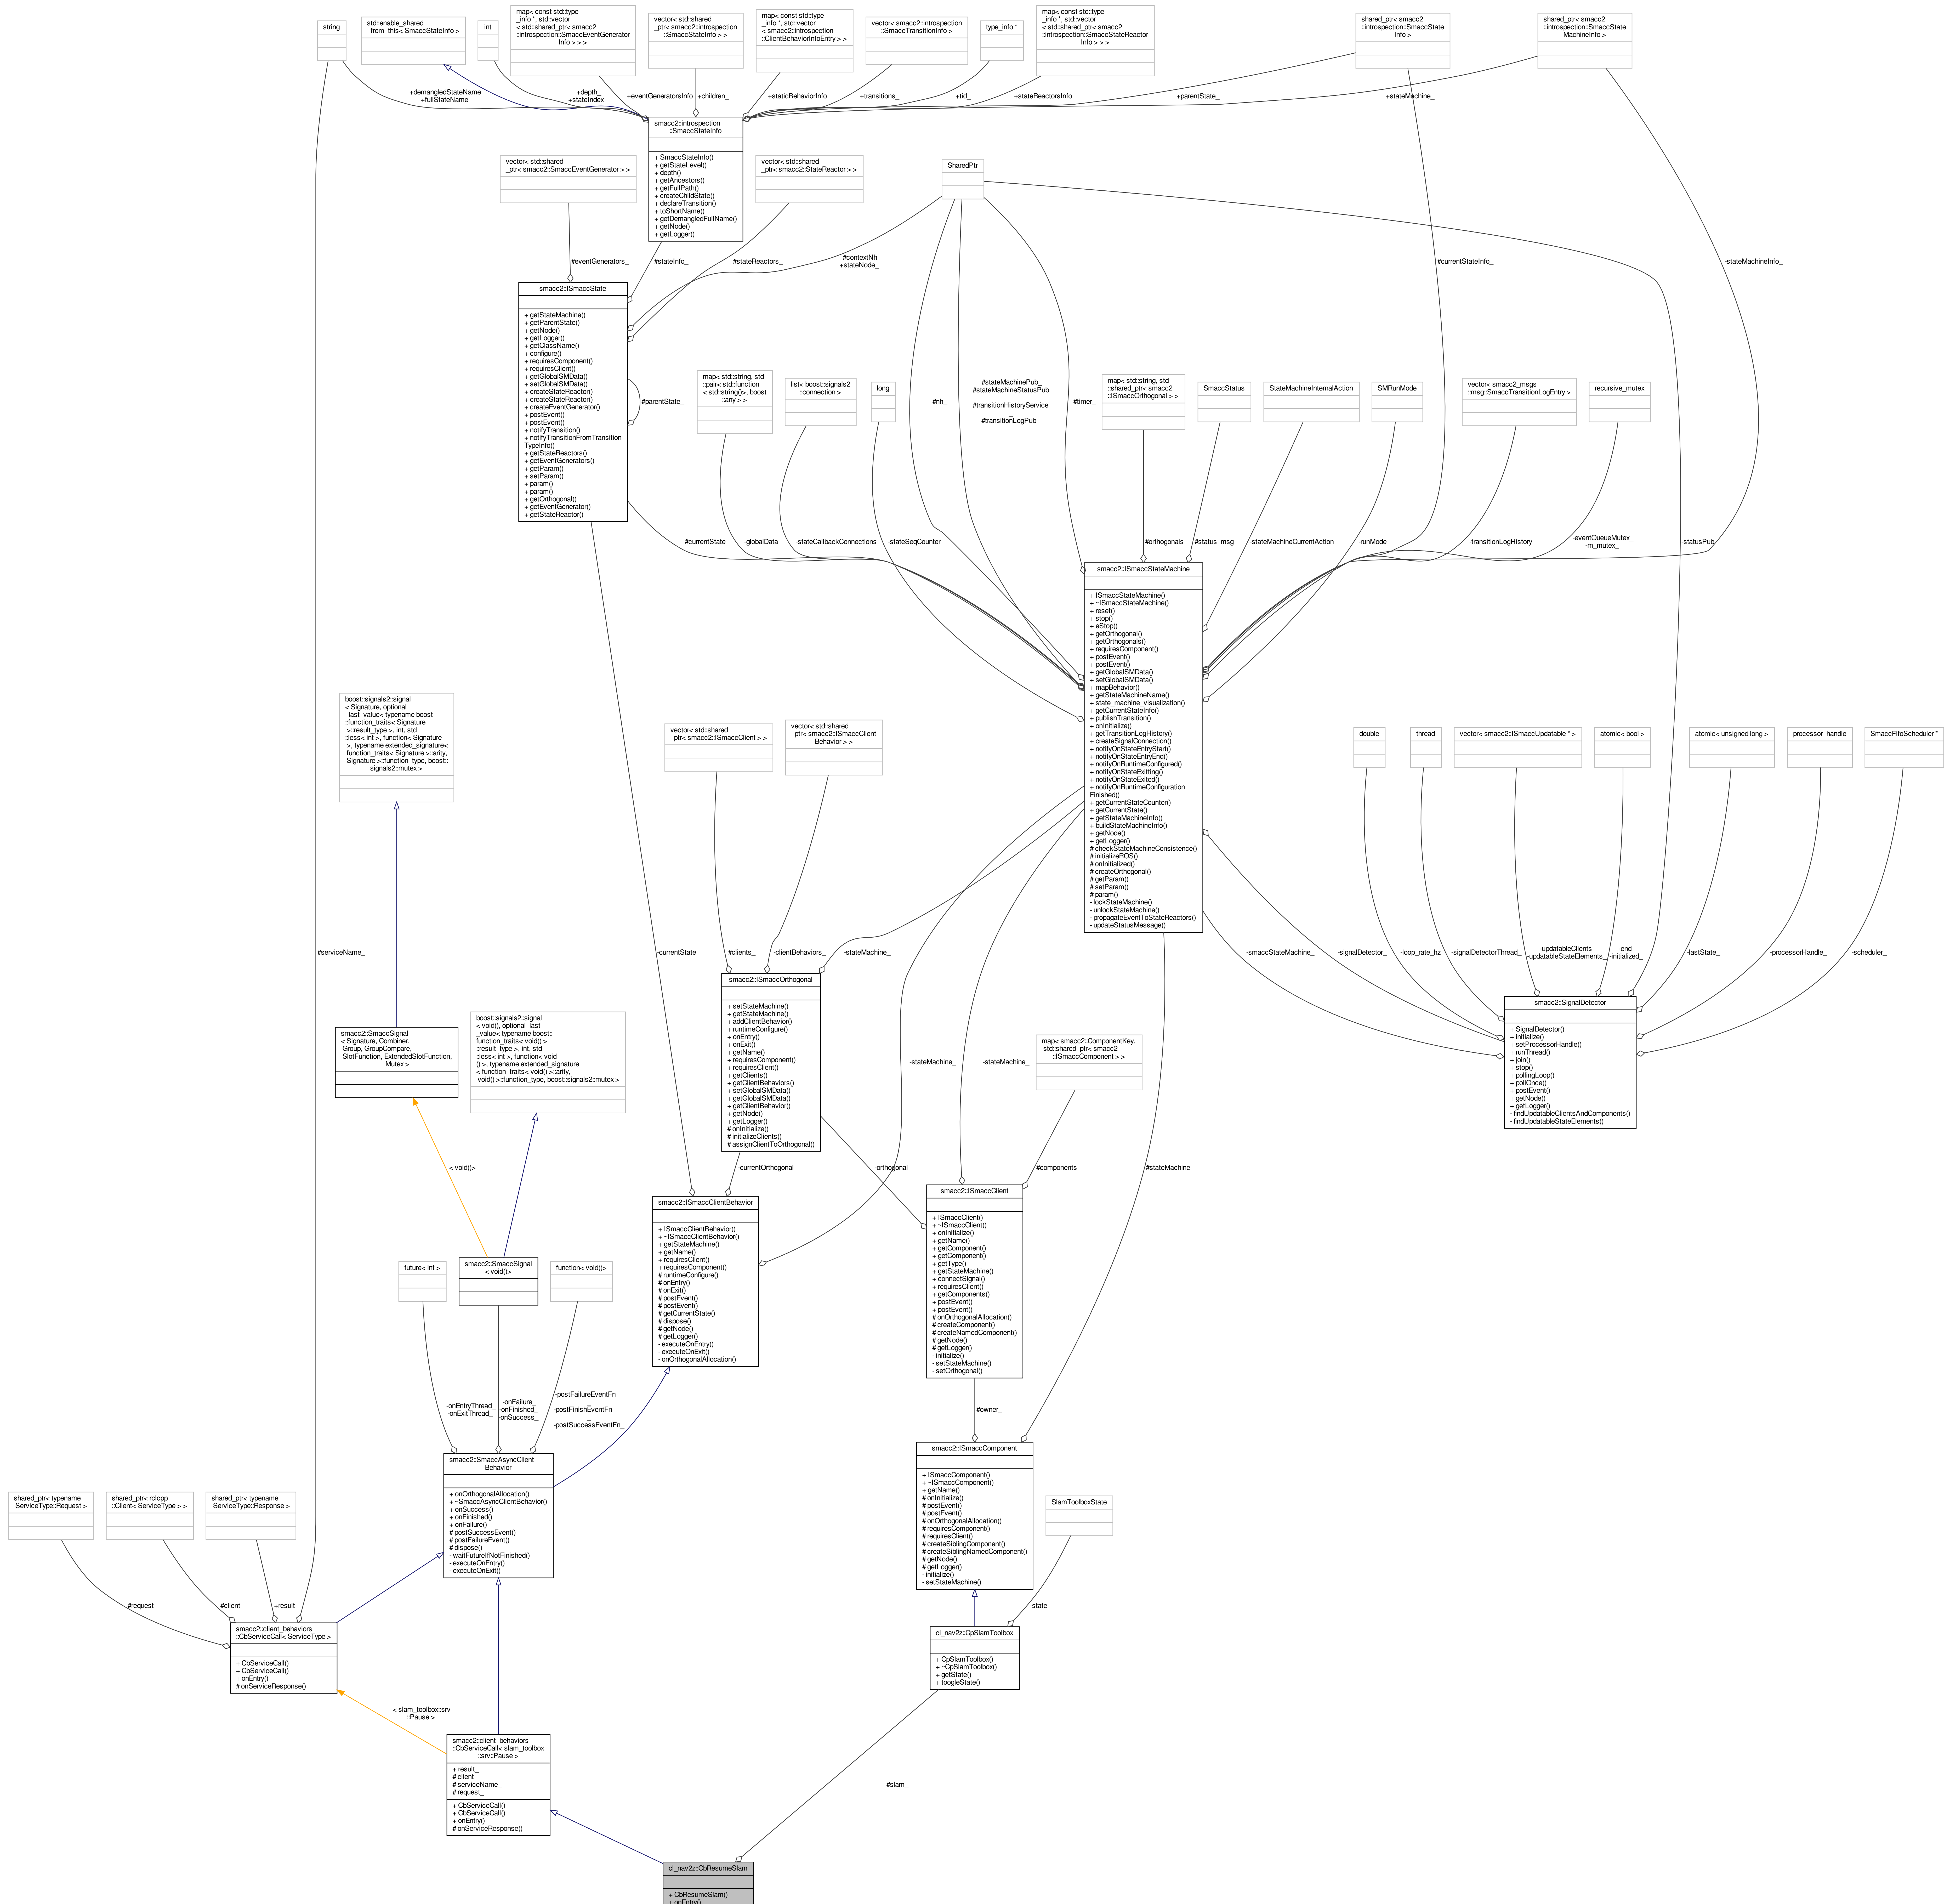 string
std::enable_shared
_from_this< SmaccStateInfo >
int
map< const std::type
_info *, std::vector
< std::shared_ptr< smacc2
::introspection::SmaccEventGenerator
Info > > >
vector< std::shared
_ptr< smacc2::introspection
::SmaccStateInfo > >
map< const std::type
_info *, std::vector
< smacc2::introspection
::ClientBehaviorInfoEntry > >
vector< smacc2::introspection
::SmaccTransitionInfo >
type_info *
map< const std::type
_info *, std::vector
< std::shared_ptr< smacc2
::introspection::SmaccStateReactor
Info > > >
shared_ptr< smacc2
::introspection::SmaccState
Info >
shared_ptr< smacc2
::introspection::SmaccState
MachineInfo >
+demangledStateName
+fullStateName
+depth_
+stateIndex_
+eventGeneratorsInfo
+children_
+staticBehaviorInfo
+transitions_
+tid_
+stateReactorsInfo
+parentState_
+stateMachine_
smacc2::introspection
::SmaccStateInfo
+ SmaccStateInfo()
+ getStateLevel()
+ depth()
+ getAncestors()
+ getFullPath()
+ createChildState()
+ declareTransition()
+ toShortName()
+ getDemangledFullName()
+ getNode()
+ getLogger()
vector< std::shared
_ptr< smacc2::SmaccEventGenerator > >
vector< std::shared
_ptr< smacc2::StateReactor > >
SharedPtr
#eventGenerators_
#stateInfo_
#stateReactors_
#contextNh
+stateNode_
#currentStateInfo_
-stateMachineInfo_
smacc2::ISmaccState
+ getStateMachine()
+ getParentState()
+ getNode()
+ getLogger()
+ getClassName()
+ configure()
+ requiresComponent()
+ requiresClient()
+ getGlobalSMData()
+ setGlobalSMData()
+ createStateReactor()
+ createStateReactor()
+ createEventGenerator()
+ postEvent()
+ postEvent()
+ notifyTransition()
+ notifyTransitionFromTransition
TypeInfo()
+ getStateReactors()
+ getEventGenerators()
+ getParam()
+ setParam()
+ param()
+ param()
+ getOrthogonal()
+ getEventGenerator()
+ getStateReactor()
#parentState_
map< std::string, std
::pair< std::function
< std::string()>, boost
::any > >
list< boost::signals2
::connection >
long
#nh_
#stateMachinePub_
#stateMachineStatusPub
_
#transitionHistoryService
_
#transitionLogPub_
#timer_
map< std::string, std
::shared_ptr< smacc2
::ISmaccOrthogonal > >
SmaccStatus
StateMachineInternalAction
SMRunMode
vector< smacc2_msgs
::msg::SmaccTransitionLogEntry >
recursive_mutex
#currentState_
-globalData_
-stateCallbackConnections
-stateSeqCounter_
#orthogonals_
#status_msg_
-stateMachineCurrentAction
-runMode_
-transitionLogHistory_
-eventQueueMutex_
-m_mutex_
-statusPub_
smacc2::ISmaccStateMachine
+ ISmaccStateMachine()
+ ~ISmaccStateMachine()
+ reset()
+ stop()
+ eStop()
+ getOrthogonal()
+ getOrthogonals()
+ requiresComponent()
+ postEvent()
+ postEvent()
+ getGlobalSMData()
+ setGlobalSMData()
+ mapBehavior()
+ getStateMachineName()
+ state_machine_visualization()
+ getCurrentStateInfo()
+ publishTransition()
+ onInitialize()
+ getTransitionLogHistory()
+ createSignalConnection()
+ notifyOnStateEntryStart()
+ notifyOnStateEntryEnd()
+ notifyOnRuntimeConfigured()
+ notifyOnStateExitting()
+ notifyOnStateExited()
+ notifyOnRuntimeConfiguration
Finished()
+ getCurrentStateCounter()
+ getCurrentState()
+ getStateMachineInfo()
+ buildStateMachineInfo()
+ getNode()
+ getLogger()
# checkStateMachineConsistence()
# initializeROS()
# onInitialized()
# createOrthogonal()
# getParam()
# setParam()
# param()
- lockStateMachine()
- unlockStateMachine()
- propagateEventToStateReactors()
- updateStatusMessage()
boost::signals2::signal
< Signature, optional
_last_value< typename boost
::function_traits< Signature
>::result_type >, int, std
::less< int >, function< Signature
>, typename extended_signature<
function_traits< Signature >::arity,
Signature >::function_type, boost::
signals2::mutex >
vector< std::shared
_ptr< smacc2::ISmaccClient > >
vector< std::shared
_ptr< smacc2::ISmaccClient
Behavior > >
double
thread
vector< smacc2::ISmaccUpdatable * >
atomic< bool >
atomic< unsigned long >
processor_handle
SmaccFifoScheduler *
#serviceName_
-currentState
#clients_
-clientBehaviors_
-stateMachine_
-smaccStateMachine_
-signalDetector_
-loop_rate_hz
-signalDetectorThread_
-updatableClients_
-updatableStateElements_
-end_
-initialized_
-lastState_
-processorHandle_
-scheduler_
smacc2::ISmaccOrthogonal
+ setStateMachine()
+ getStateMachine()
+ addClientBehavior()
+ runtimeConfigure()
+ onEntry()
+ onExit()
+ getName()
+ requiresComponent()
+ requiresClient()
+ getClients()
+ getClientBehaviors()
+ setGlobalSMData()
+ getGlobalSMData()
+ getClientBehavior()
+ getNode()
+ getLogger()
# onInitialize()
# initializeClients()
# assignClientToOrthogonal()
smacc2::SignalDetector
+ SignalDetector()
+ initialize()
+ setProcessorHandle()
+ runThread()
+ join()
+ stop()
+ pollingLoop()
+ pollOnce()
+ postEvent()
+ getNode()
+ getLogger()
- findUpdatableClientsAndComponents()
- findUpdatableStateElements()
smacc2::SmaccSignal
< Signature, Combiner,
Group, GroupCompare,
SlotFunction, ExtendedSlotFunction,
Mutex >
boost::signals2::signal
< void(), optional_last
_value< typename boost::
function_traits< void() >
::result_type >, int, std
::less< int >, function< void
() >, typename extended_signature
< function_traits< void() >::arity,
void() >::function_type, boost::signals2::mutex >
-stateMachine_
-stateMachine_
map< smacc2::ComponentKey,
std::shared_ptr< smacc2
::ISmaccComponent > >
< void()>
-currentOrthogonal
-orthogonal_
#components_
#stateMachine_
smacc2::ISmaccClientBehavior
+ ISmaccClientBehavior()
+ ~ISmaccClientBehavior()
+ getStateMachine()
+ getName()
+ requiresClient()
+ requiresComponent()
# runtimeConfigure()
# onEntry()
# onExit()
# postEvent()
# postEvent()
# getCurrentState()
# dispose()
# getNode()
# getLogger()
- executeOnEntry()
- executeOnExit()
- onOrthogonalAllocation()
smacc2::ISmaccClient
+ ISmaccClient()
+ ~ISmaccClient()
+ onInitialize()
+ getName()
+ getComponent()
+ getComponent()
+ getType()
+ getStateMachine()
+ connectSignal()
+ requiresClient()
+ getComponents()
+ postEvent()
+ postEvent()
# onOrthogonalAllocation()
# createComponent()
# createNamedComponent()
# getNode()
# getLogger()
- initialize()
- setStateMachine()
- setOrthogonal()
future< int >
smacc2::SmaccSignal
< void()>
function< void()>
-onEntryThread_
-onExitThread_
-onFailure_
-onFinished_
-onSuccess_
-postFailureEventFn
_
-postFinishEventFn
_
-postSuccessEventFn_
#owner_
smacc2::SmaccAsyncClient
Behavior
+ onOrthogonalAllocation()
+ ~SmaccAsyncClientBehavior()
+ onSuccess()
+ onFinished()
+ onFailure()
# postSuccessEvent()
# postFailureEvent()
# dispose()
- waitFutureIfNotFinished()
- executeOnEntry()
- executeOnExit()
smacc2::ISmaccComponent
+ ISmaccComponent()
+ ~ISmaccComponent()
+ getName()
# onInitialize()
# postEvent()
# postEvent()
# onOrthogonalAllocation()
# requiresComponent()
# requiresClient()
# createSiblingComponent()
# createSiblingNamedComponent()
# getNode()
# getLogger()
- initialize()
- setStateMachine()
SlamToolboxState
shared_ptr< typename
ServiceType::Request >
shared_ptr< rclcpp
::Client< ServiceType > >
shared_ptr< typename
ServiceType::Response >
#request_
#client_
+result_
-state_
smacc2::client_behaviors
::CbServiceCall< ServiceType >
+ CbServiceCall()
+ CbServiceCall()
+ onEntry()
# onServiceResponse()
cl_nav2z::CpSlamToolbox
+ CpSlamToolbox()
+ ~CpSlamToolbox()
+ getState()
+ toogleState()
< slam_toolbox::srv
::Pause >
smacc2::client_behaviors
::CbServiceCall< slam_toolbox
::srv::Pause >
+ result_
# client_
# serviceName_
# request_
+ CbServiceCall()
+ CbServiceCall()
+ onEntry()
# onServiceResponse()
#slam_
cl_nav2z::CbResumeSlam
+ CbResumeSlam()
+ onEntry()